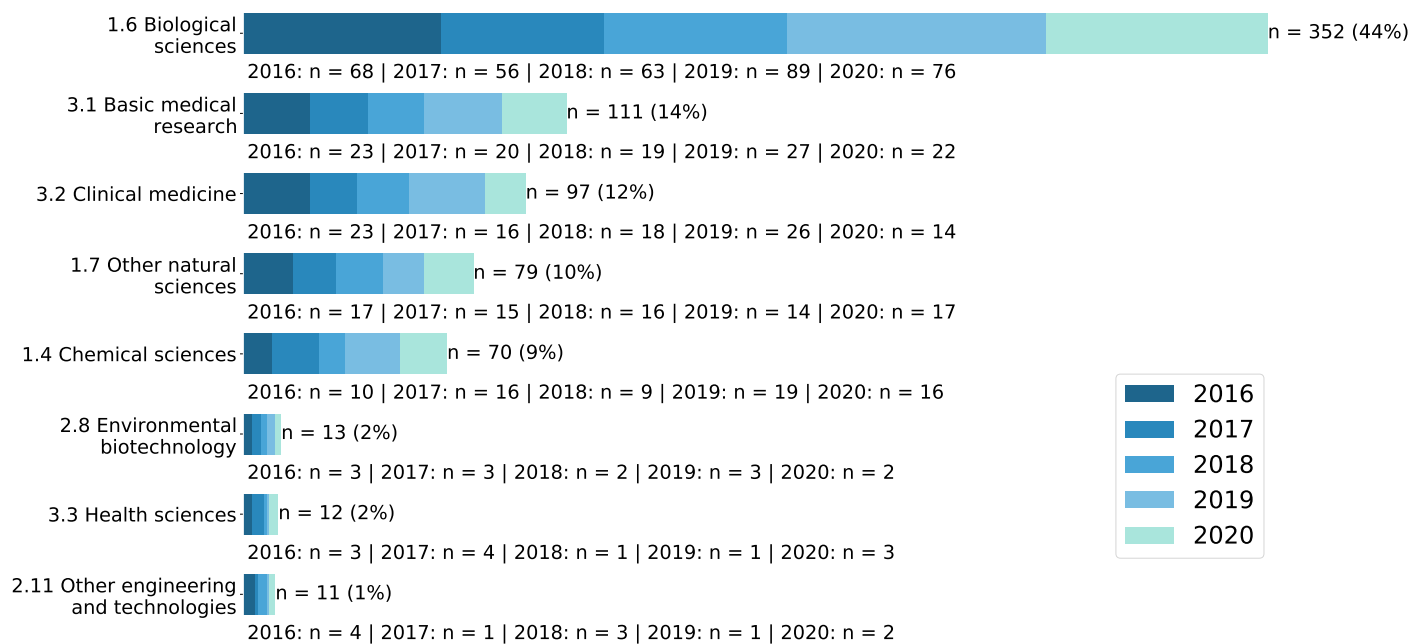 1.6 Biological
sciences
n = 352 (44%)
2016: n = 68 | 2017: n = 56 | 2018: n = 63 | 2019: n = 89 | 2020: n = 76
3.1 Basic medical
research
n = 111 (14%)
2016: n = 23 | 2017: n = 20 | 2018: n = 19 | 2019: n = 27 | 2020: n = 22
3.2 Clinical medicine
n = 97 (12%)
2016: n = 23 | 2017: n = 16 | 2018: n = 18 | 2019: n = 26 | 2020: n = 14
1.7 Other natural
sciences
n = 79 (10%)
2016: n = 17 | 2017: n = 15 | 2018: n = 16 | 2019: n = 14 | 2020: n = 17
1.4 Chemical sciences
n = 70 (9%)
2016: n = 10 | 2017: n = 16 | 2018: n = 9 | 2019: n = 19 | 2020: n = 16
2.8 Environmental
biotechnology
n = 13 (2%)
2016: n = 3 | 2017: n = 3 | 2018: n = 2 | 2019: n = 3 | 2020: n = 2
3.3 Health sciences
n = 12 (2%)
2016: n = 3 | 2017: n = 4 | 2018: n = 1 | 2019: n = 1 | 2020: n = 3
2.11 Other engineering
and technologies
n = 11 (1%)
2016: n = 4 | 2017: n = 1 | 2018: n = 3 | 2019: n = 1 | 2020: n = 2
2016
2017
2018
2019
2020